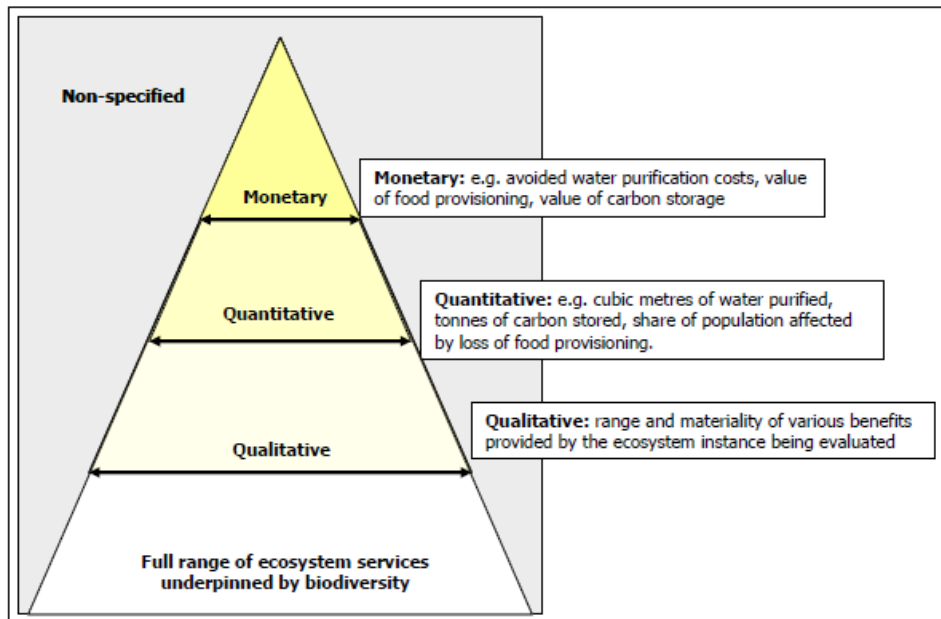 Non-specified
Monetary
Monetary: e.g. avoided water purification costs, value
of food provisioning, value of carbon storage
Quantitative
Quantitative: e.g. cubic metres of water purified,
tonnes of carbon stored, share of population affected
by loss of food provisioning.
Qualitative
Qualitative: range and materiality of various benefits
provided by the ecosystem instance being evaluated
Full range of ecosystem services
underpinned by biodiversity